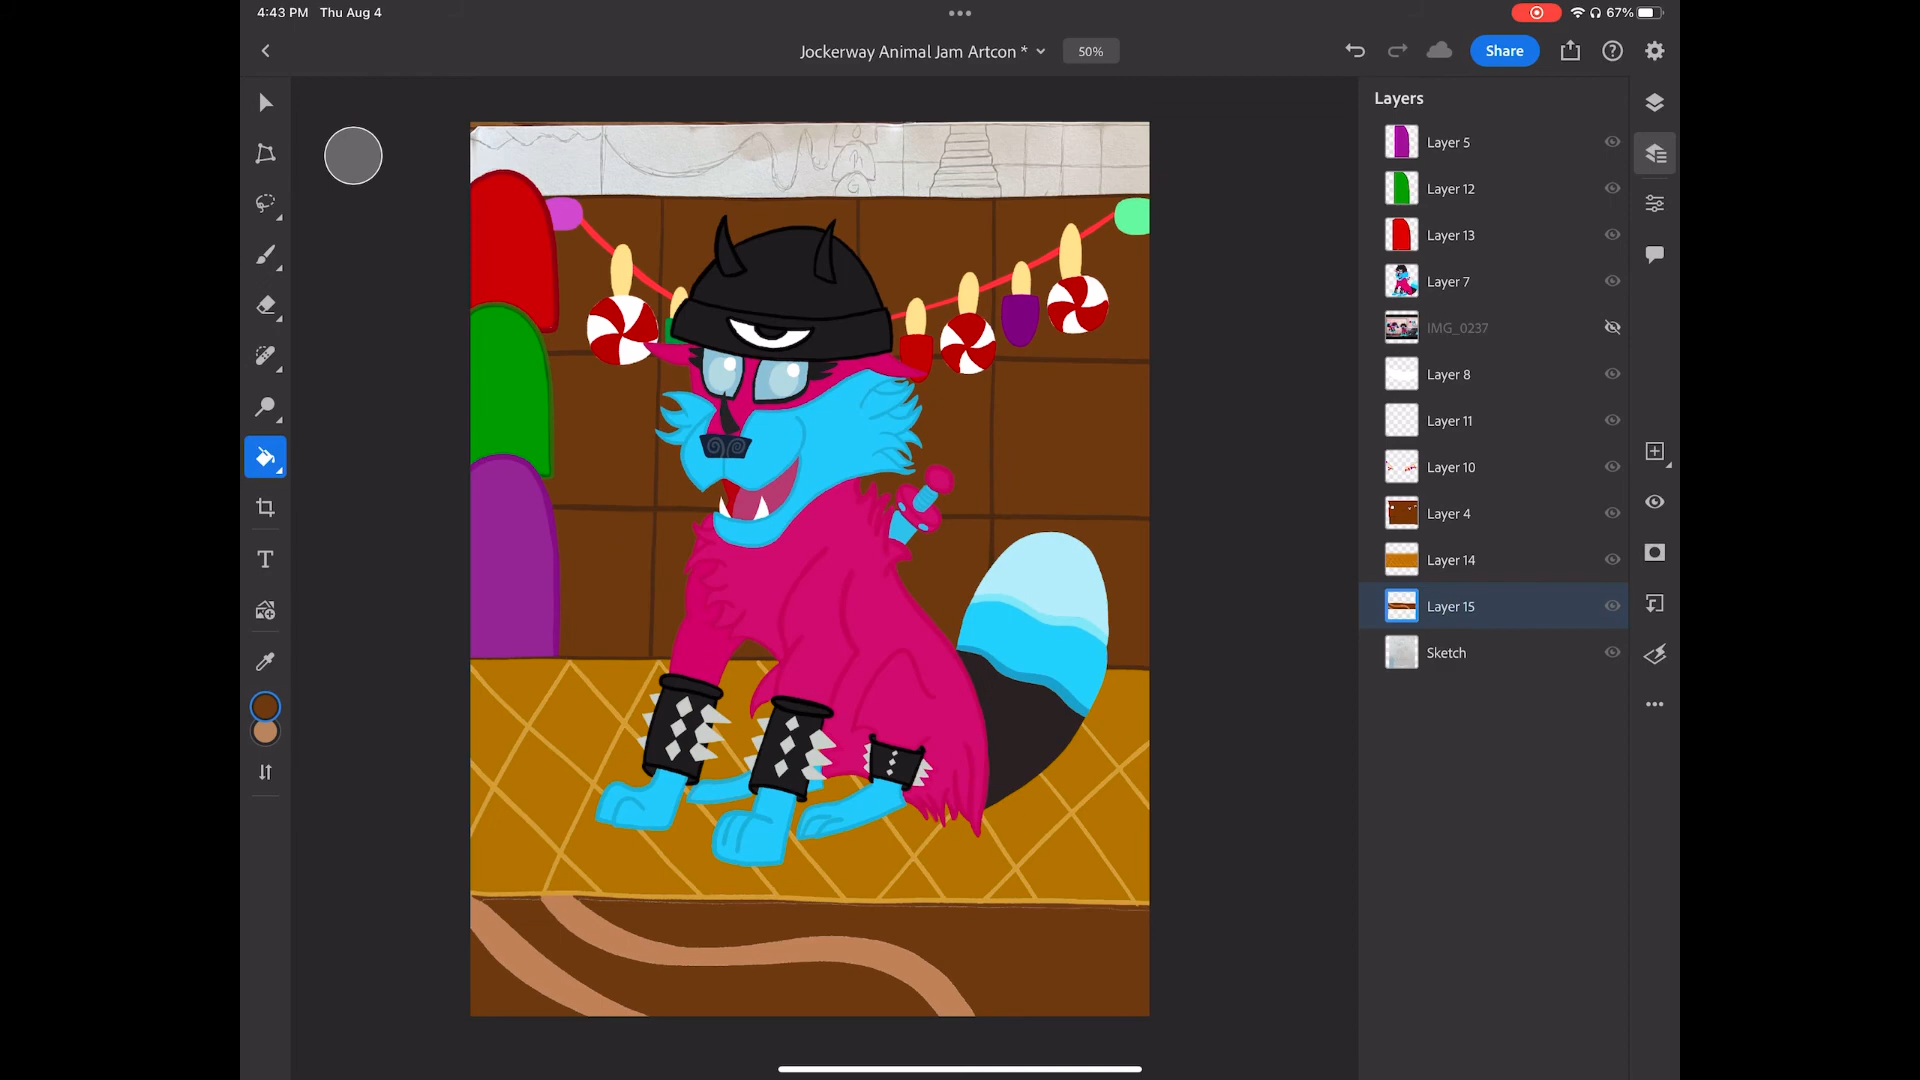 4:43 PM Thu Aug 4
67%
Jockerway Animal Jam Artcon *
50%
Share
Layers
Layer 5
Layer 12
Layer 13
Layer 7
IMG_0237
Layer 8
Layer 11
Layer 10
Layer 4
Layer 14
Layer 15
Sketch